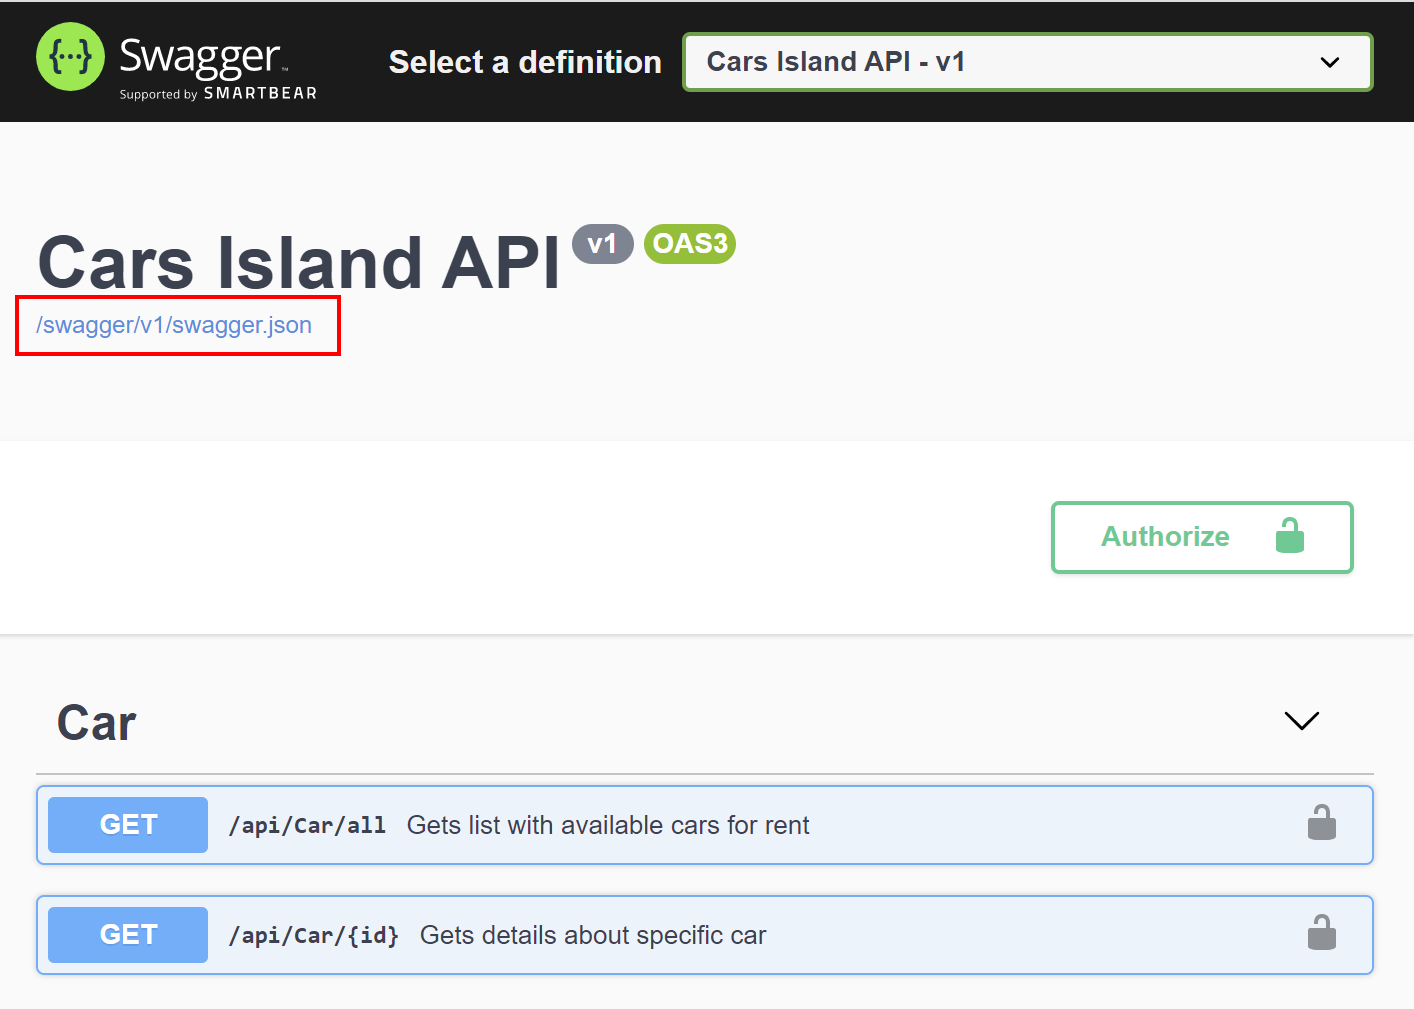 {···} Swagger™
Supported by SMARTBEAR
Select a definition
Cars Island API - v1
Cars Island API v1 OAS3
/swagger/v1/swagger.json
Authorize
Car
GET /api/Car/all Gets list with available cars for rent
GET /api/Car/{id} Gets details about specific car